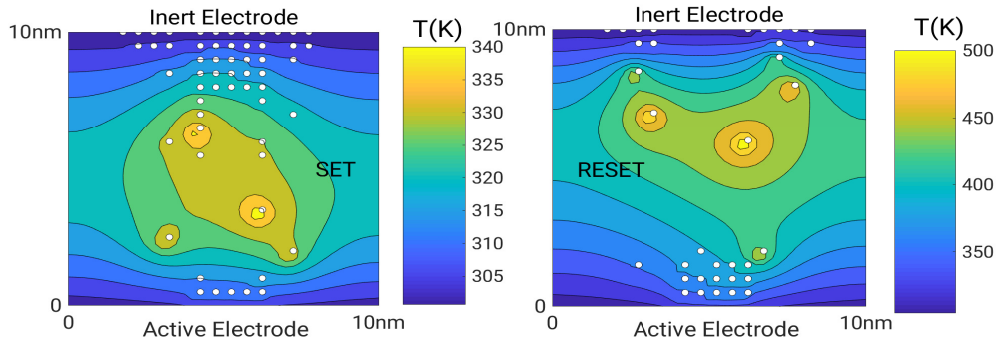 Inert Electrode
T(K)
10nm
340
335
330
325
320
315
310
305
SET
0
0
Active Electrode
10nm
Inert Electrode
T(K)
10nm
500
450
400
350
RESET
0
0
Active Electrode
10nm